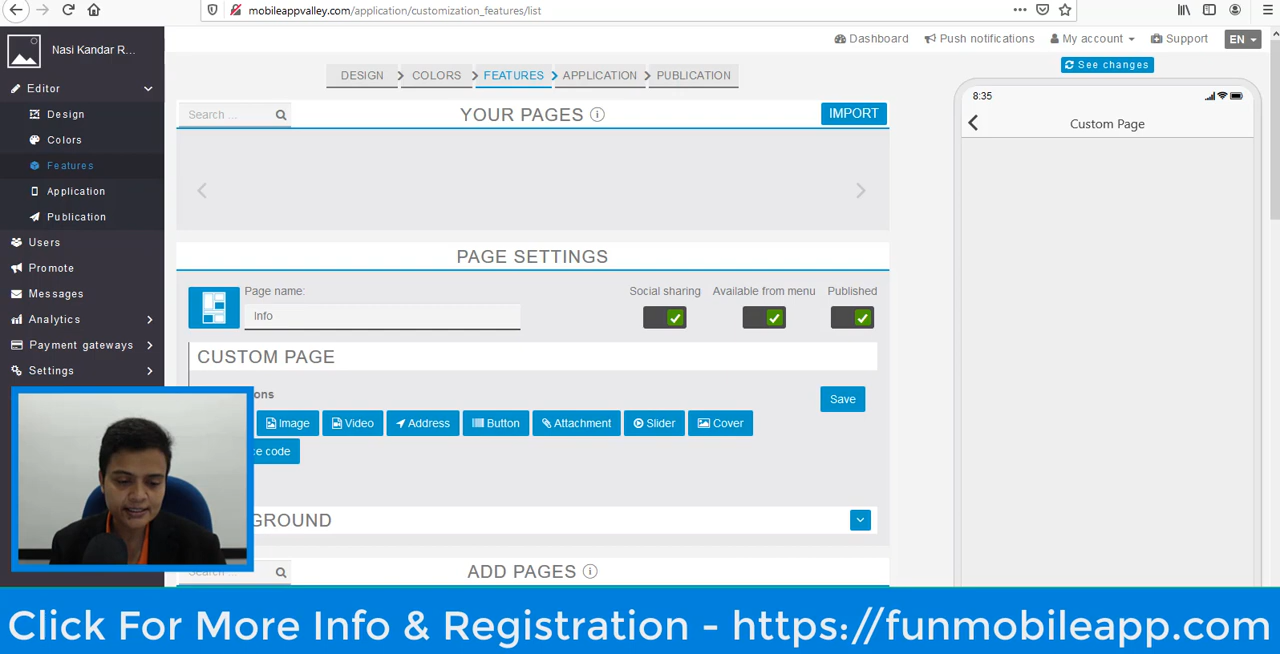 mobileappvalley.com/application/customization_features/list
Nasi Kandar R...
Dashboard
Push notifications
My account
Support
EN
See changes
Editor
Design
Colors
Features
Application
Publication
Users
Promote
Messages
Analytics
Payment gateways
Settings
DESIGN
COLORS
FEATURES
APPLICATION
PUBLICATION
Search ...
YOUR PAGES
IMPORT
PAGE SETTINGS
Page name:
Info
Social sharing
Available from menu
Published
CUSTOM PAGE
ons
Save
Image
Video
Address
Button
Attachment
Slider
Cover
e code
GROUND
Search ...
ADD PAGES
8:35
Custom Page
Click For More Info & Registration - https://funmobileapp.com